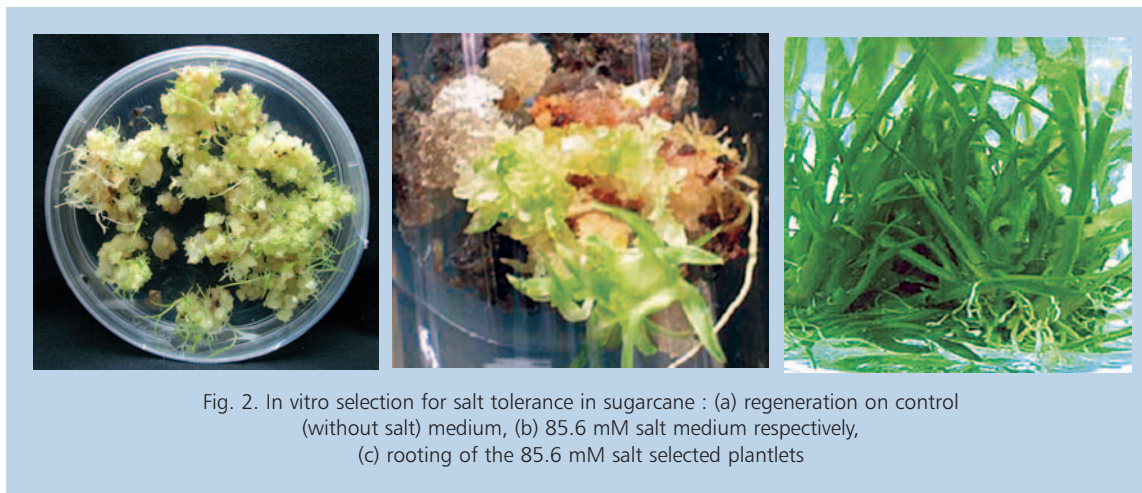 Fig. 2. In vitro selection for salt tolerance in sugarcane : (a) regeneration on control
(without salt) medium, (b) 85.6 mM salt medium respectively,
(c) rooting of the 85.6 mM salt selected plantlets